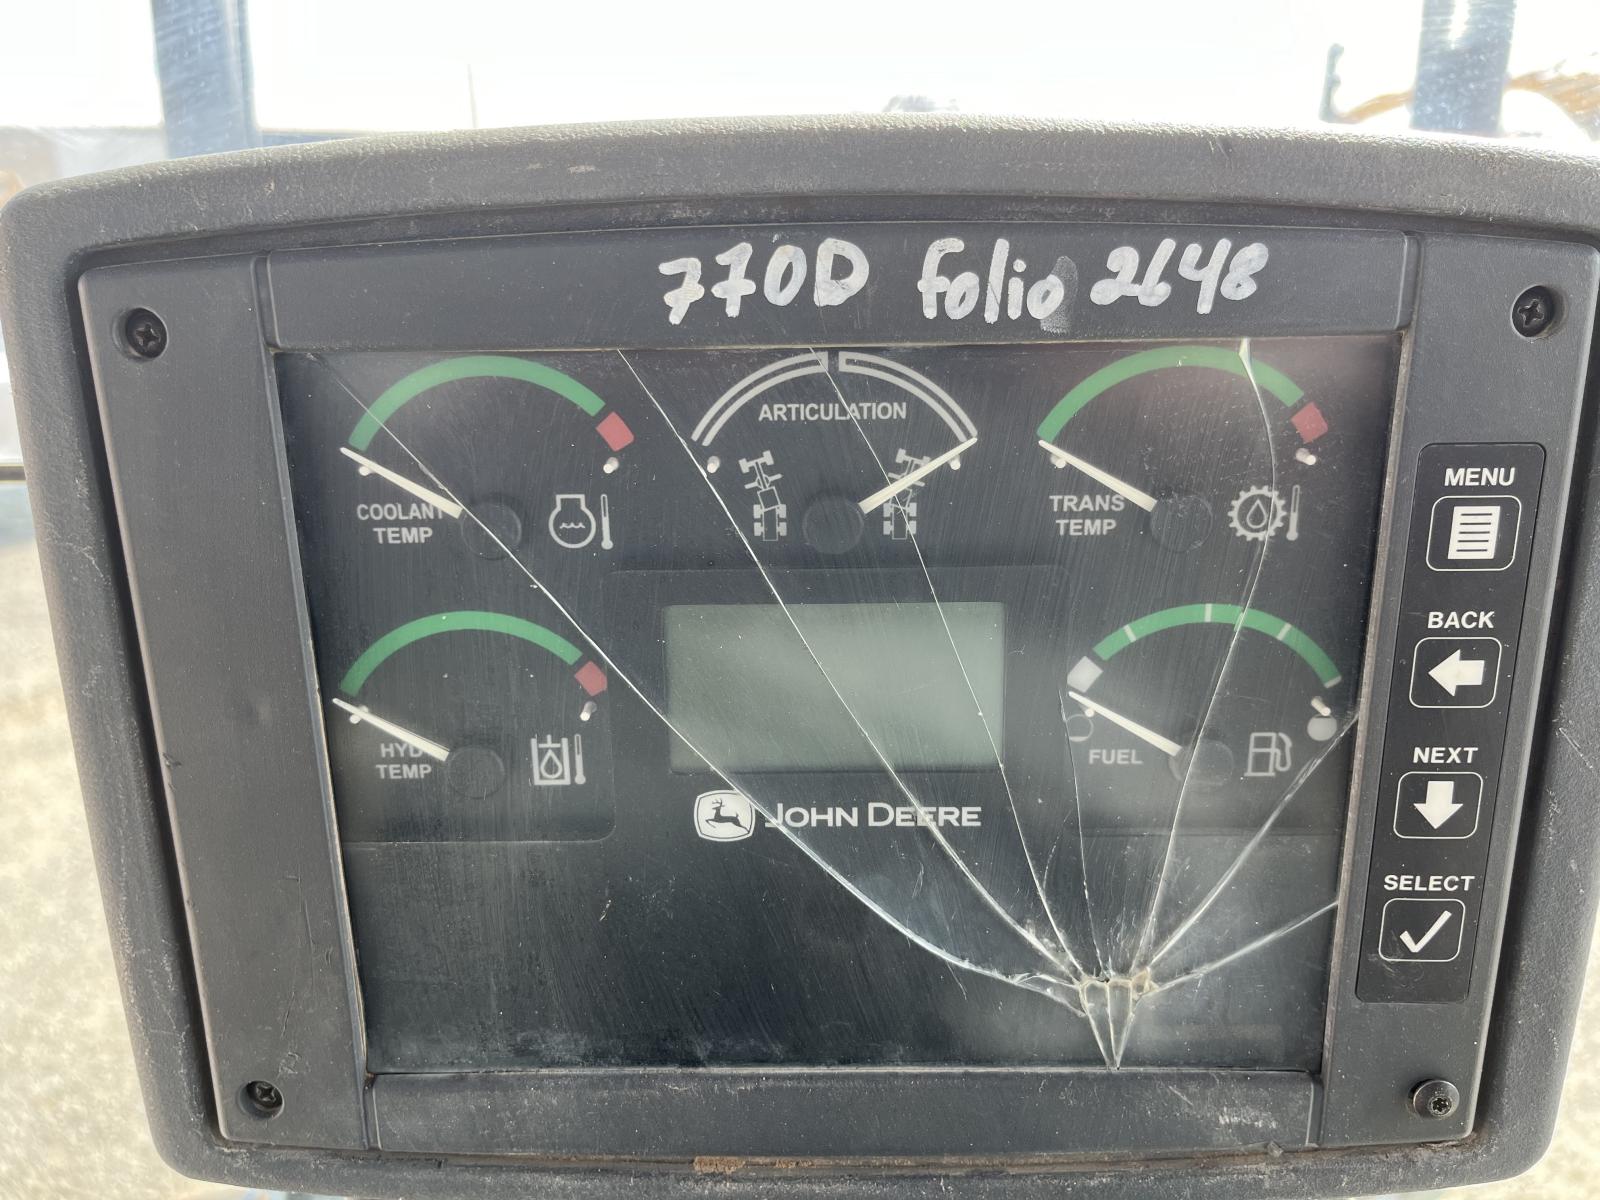 770D folio 2648
ARTICULATION
COOLANT
TEMP
TRANS
TEMP
MENU
BACK
HYD
TEMP
FUEL
NEXT
JOHN DEERE
SELECT